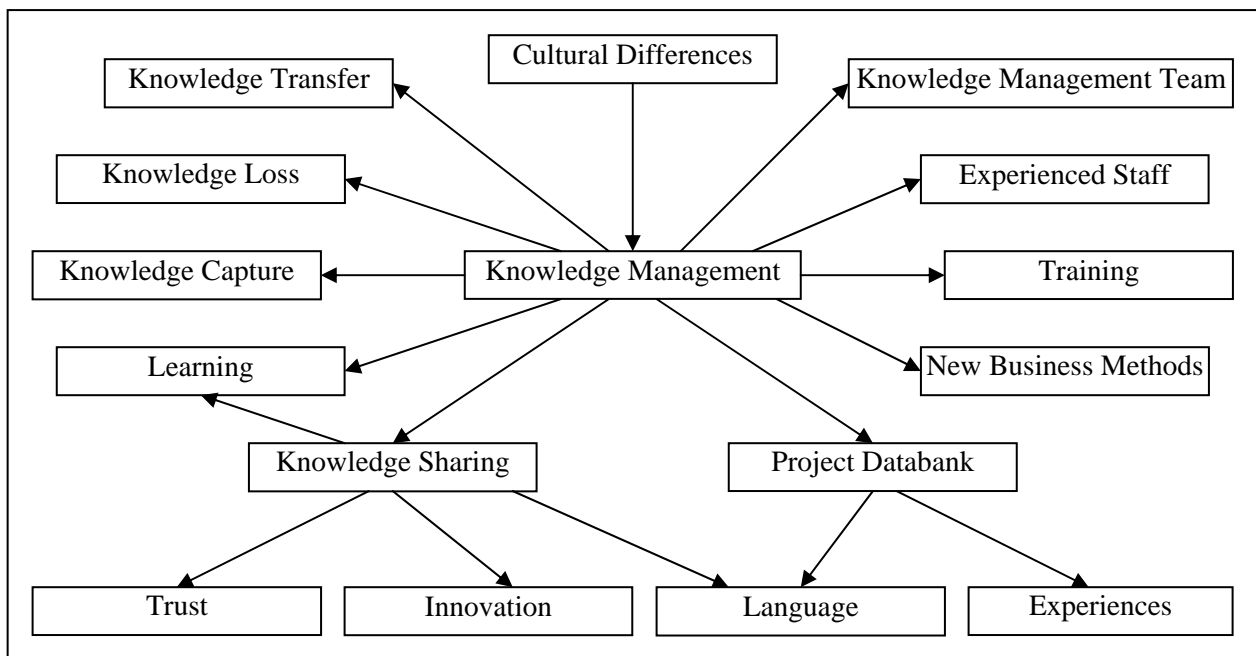 Cultural Differences
Knowledge Transfer
Knowledge Management Team
Knowledge Loss
Experienced Staff
Knowledge Capture
Knowledge Management
Training
Learning
New Business Methods
Knowledge Sharing
Project Databank
Trust
Innovation
Language
Experiences